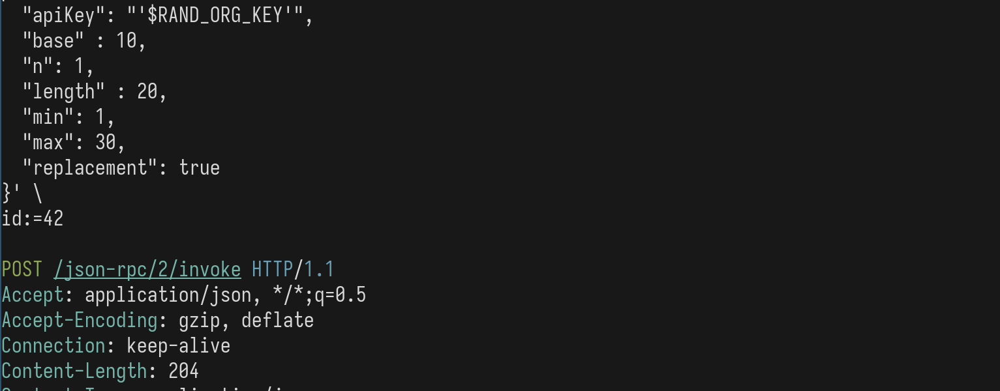 "apiKey": "'$RAND_ORG_KEY'",
"base" : 10,
"n": 1,
"length" : 20,
"min": 1,
"max": 30,
"replacement": true
}' \
id:=42
POST /json-rpc/2/invoke HTTP/1.1
Accept: application/json, */*;q=0.5
Accept-Encoding: gzip, deflate
Connection: keep-alive
Content-Length: 204